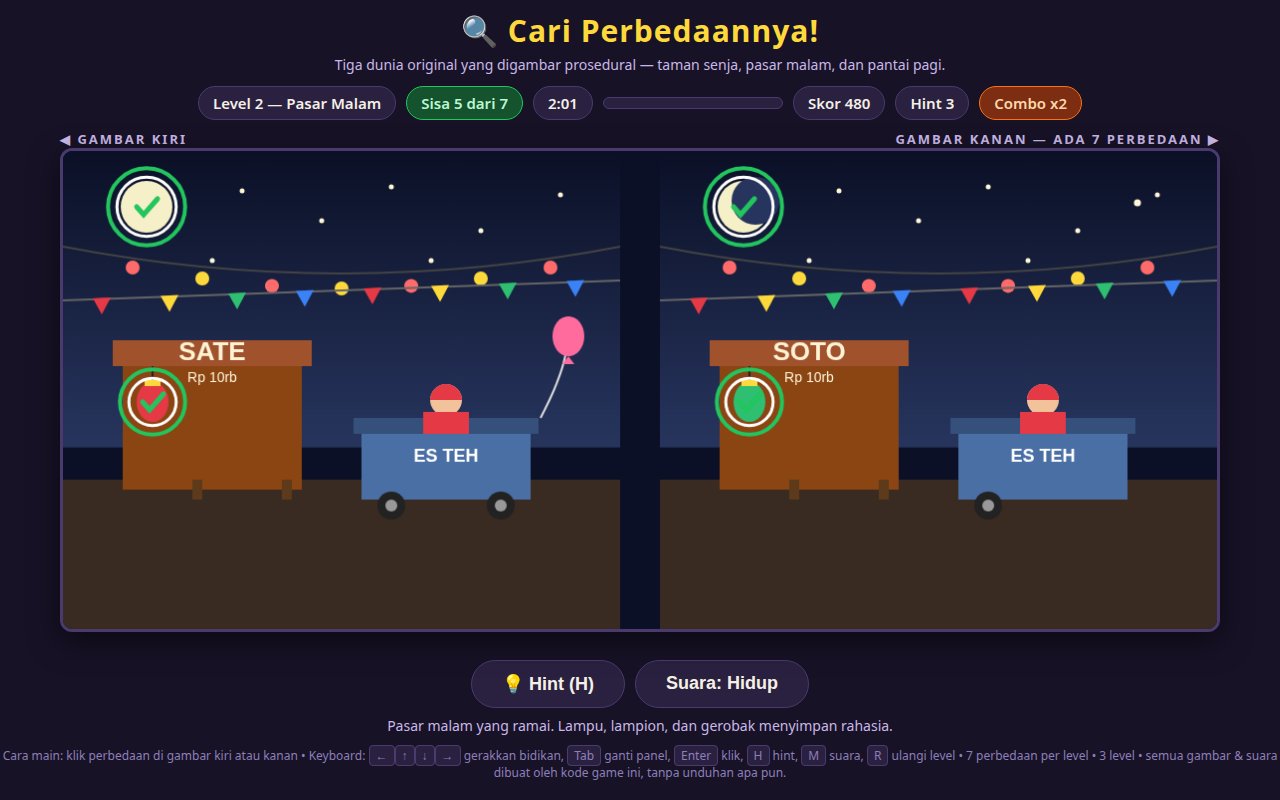 🔍 Cari Perbedaannya!
Tiga dunia original yang digambar prosedural — taman senja, pasar malam, dan pantai pagi.
Level 2 — Pasar Malam
Sisa 5 dari 7
2:01
Skor 480
Hint 3
Combo x2
◀ GAMBAR KIRI
GAMBAR KANAN — ADA 7 PERBEDAAN ▶
SATE
Rp 10rb
ES TEH
SOTO
Rp 10rb
ES TEH
💡 Hint (H)
Suara: Hidup
Pasar malam yang ramai. Lampu, lampion, dan gerobak menyimpan rahasia.
Cara main: klik perbedaan di gambar kiri atau kanan • Keyboard: ← ↑ ↓ → gerakkan bidikan, Tab ganti panel, Enter klik, H hint, M suara, R ulangi level • 7 perbedaan per level • 3 level • semua gambar & suara
dibuat oleh kode game ini, tanpa unduhan apa pun.